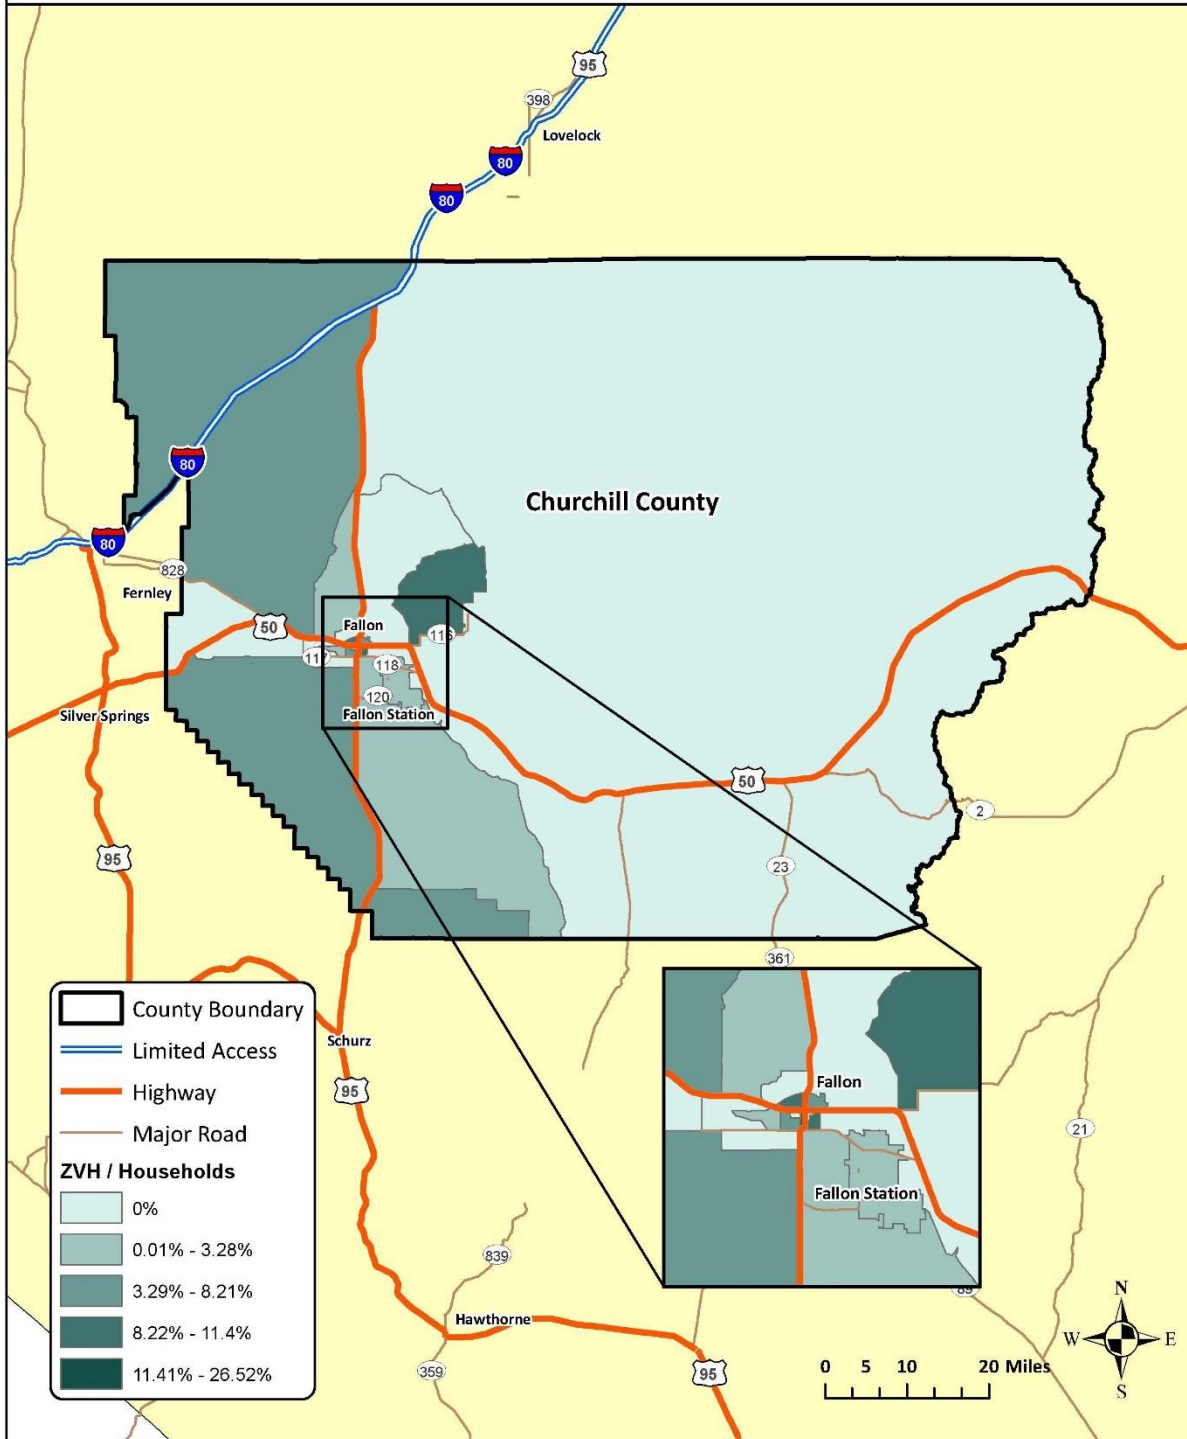 95
398
Lovelock
80
80
Churchill County
80
80
828
Fernley
50
Fallon
116
117
118
120
Fallon Station
Silver Springs
50
2
95
23
361
County Boundary
Limited Access
Highway
Major Road
ZVH / Households
0%
0.01% - 3.28%
3.29% - 8.21%
8.22% - 11.4%
11.41% - 26.52%
Schurz
95
Fallon
Fallon Station
21
839
89
Hawthorne
359
95
N
W
E
S
0 5 10 20 Miles